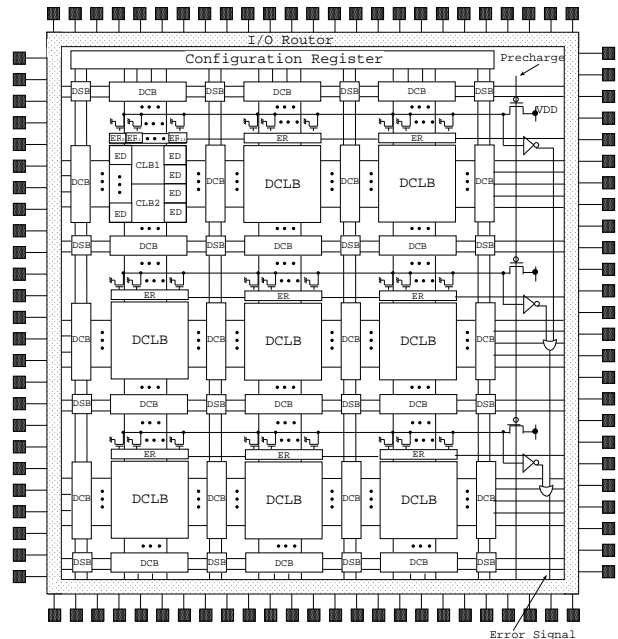 I/O Router
Configuration Register
Precharge
DSB DCB DSB DCB DSB DCB DSB
VDD
ER ER ER ER
ED CLB1 ED
ED
DCB DCB DCLB DCB DCLB DCB
ED
CLB2
ED ED
DSB DCB DSB DCB DSB DCB DSB
ER ER ER
DCB DCLB DCB DCLB DCB DCLB DCB
DSB DCB DSB DCB DSB DCB DSB
ER ER ER
DCB DCLB DCB DCLB DCB DCLB DCB
DSB DCB DSB DCB DSB DCB DSB
Error Signal